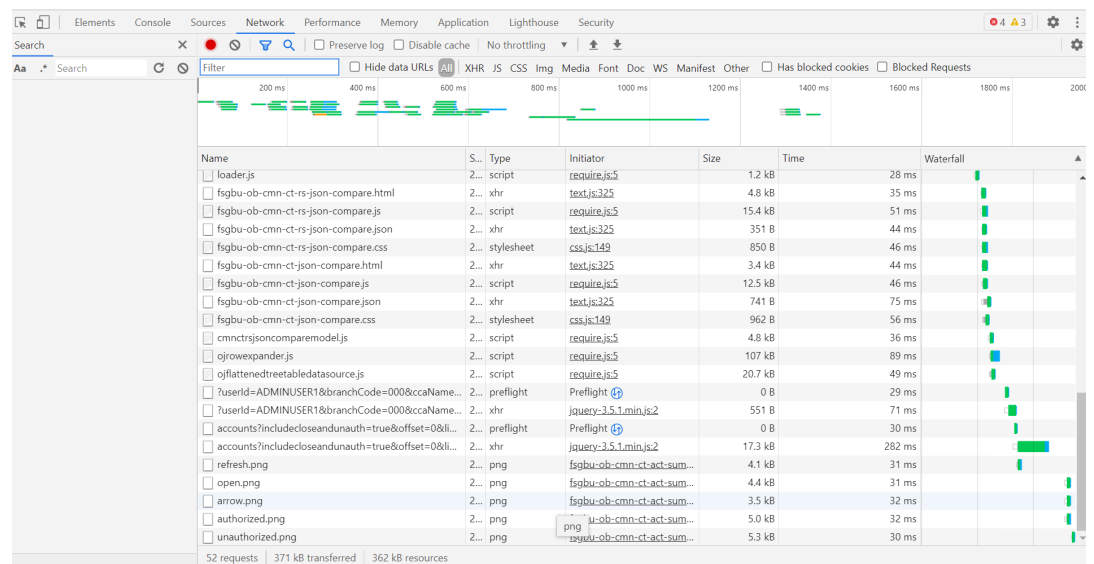 Elements Console Sources Network Performance Memory Application Lighthouse Security 4 3
Search Preserve log Disable cache No throttling
Aa .* Search Filter Hide data URLs All XHR JS CSS Img Media Font Doc WS Manifest Other Has blocked cookies Blocked Requests
200 ms 400 ms 600 ms 800 ms 1000 ms 1200 ms 1400 ms 1600 ms 1800 ms 2000
Name S... Type Initiator Size Time Waterfall
loader.js 2... script require.js:5 1.2 kB 28 ms
fsgbu-ob-cmn-ct-rs-json-compare.html 2... xhr text.js:325 4.8 kB 35 ms
fsgbu-ob-cmn-ct-rs-json-compare.js 2... script require.js:5 15.4 kB 51 ms
fsgbu-ob-cmn-ct-rs-json-compare.json 2... xhr text.js:325 351 B 44 ms
fsgbu-ob-cmn-ct-rs-json-compare.css 2... stylesheet css.js:149 850 B 46 ms
fsgbu-ob-cmn-ct-json-compare.html 2... xhr text.js:325 3.4 kB 44 ms
fsgbu-ob-cmn-ct-json-compare.js 2... script require.js:5 12.5 kB 46 ms
fsgbu-ob-cmn-ct-json-compare.json 2... xhr text.js:325 741 B 75 ms
fsgbu-ob-cmn-ct-json-compare.css 2... stylesheet css.js:149 962 B 56 ms
cmnctrsjsoncomparemodel.js 2... script require.js:5 4.8 kB 36 ms
ojrowexpander.js 2... script require.js:5 107 kB 89 ms
ojflattenedtreetabledatasource.js 2... script require.js:5 20.7 kB 49 ms
?userId=ADMINUSER1&branchCode=000&ccaName... 2... preflight Preflight 0 B 29 ms
?userId=ADMINUSER1&branchCode=000&ccaName... 2... xhr jquery-3.5.1.min.js:2 551 B 71 ms
accounts?includecloseandunauth=true&offset=0&li... 2... preflight Preflight 0 B 30 ms
accounts?includecloseandunauth=true&offset=0&li... 2... xhr jquery-3.5.1.min.js:2 17.3 kB 282 ms
refresh.png 2... png fsgbu-ob-cmn-ct-act-sum... 4.1 kB 31 ms
open.png 2... png fsgbu-ob-cmn-ct-act-sum... 4.4 kB 31 ms
arrow.png 2... png fsgbu-ob-cmn-ct-act-sum... 3.5 kB 32 ms
authorized.png 2... png u-ob-cmn-ct-act-sum... 5.0 kB 32 ms
png
unauthorized.png 2... png fsgbu-ob-cmn-ct-act-sum... 5.3 kB 30 ms
52 requests 371 kB transferred 362 kB resources